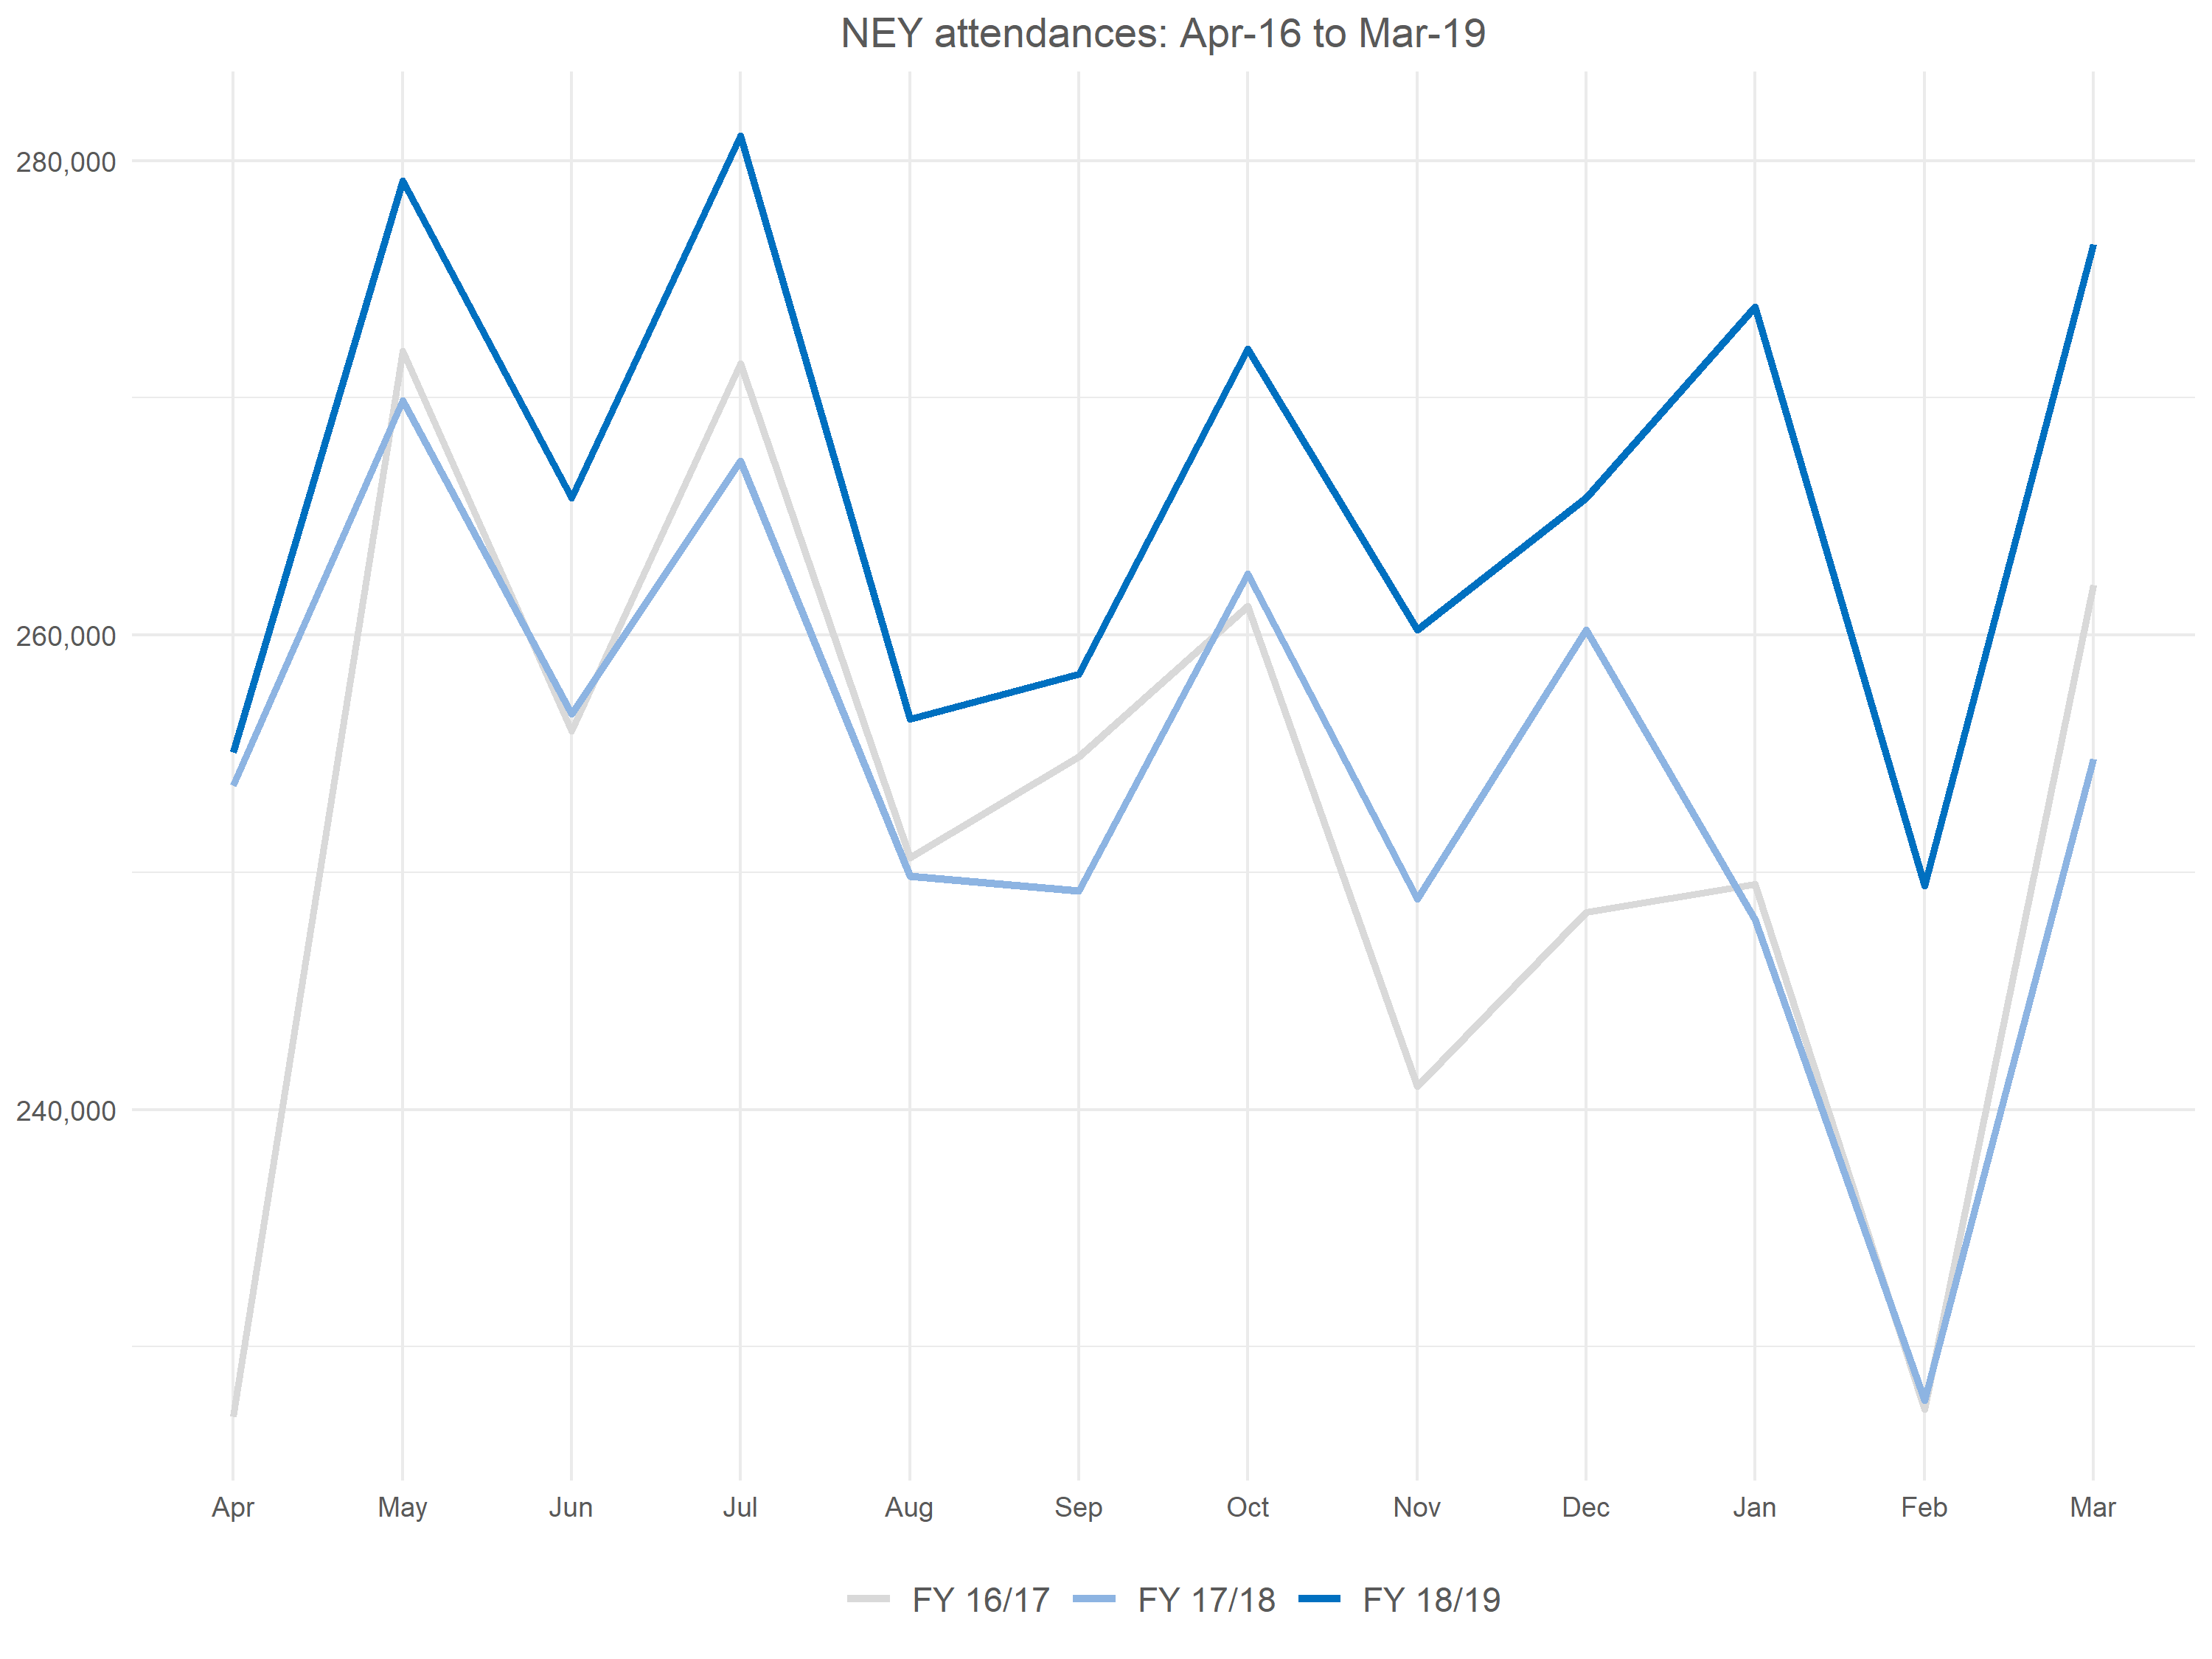 NEY attendances: Apr-16 to Mar-19
280,000
260,000
240,000
Apr May Jun Jul Aug Sep Oct Nov Dec Jan Feb Mar
FY 16/17 FY 17/18 FY 18/19